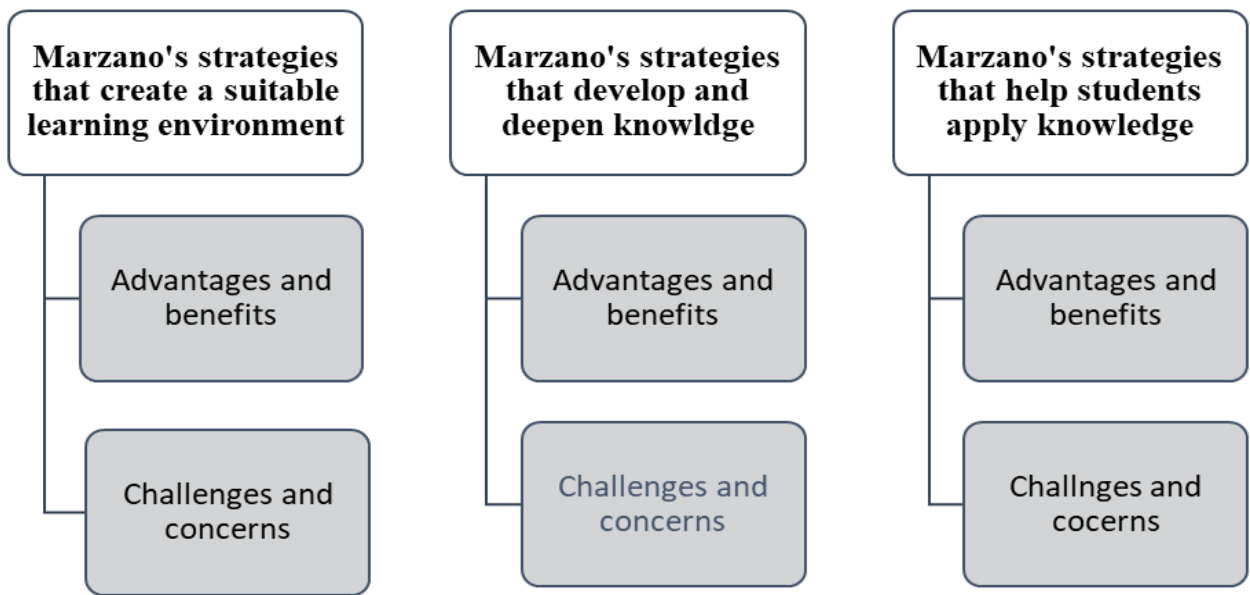 Marzano's strategies
that create a suitable
learning environment
Advantages and
benefits
Challenges and
concerns
Marzano's strategies
that develop and
deepen knowldge
Advantages and
benefits
Challenges and
concerns
Marzano's strategies
that help students
apply knowledge
Advantages and
benefits
Challnges and
cocerns